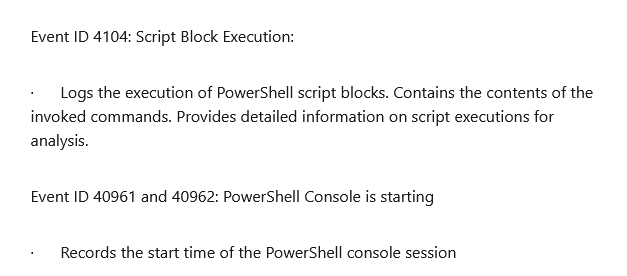 Event ID 4104: Script Block Execution:
· Logs the execution of PowerShell script blocks. Contains the contents of the
invoked commands. Provides detailed information on script executions for
analysis.
Event ID 40961 and 40962: PowerShell Console is starting
· Records the start time of the PowerShell console session